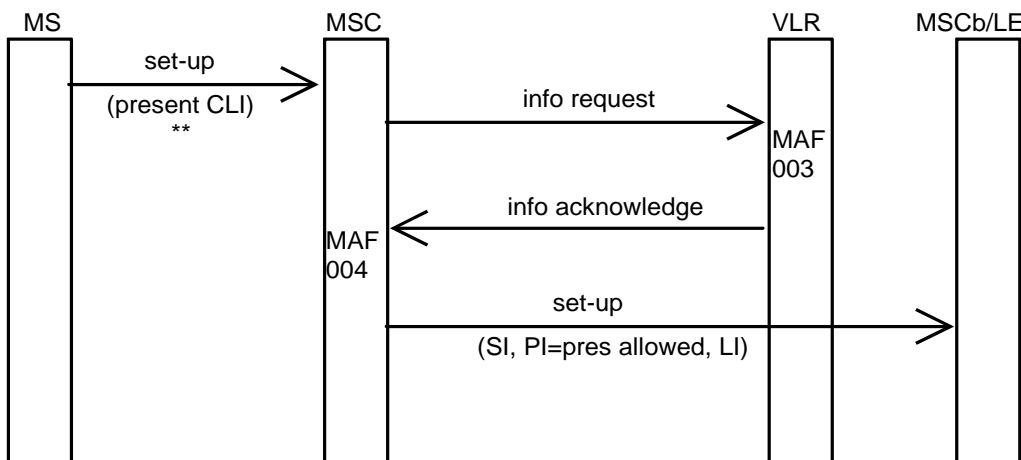 MS
MSC
VLR
MSCb/LE
set-up
(present CLI)
**
info request
MAF
003
info acknowledge
MAF
004
set-up
(SI, PI=pres allowed, LI)